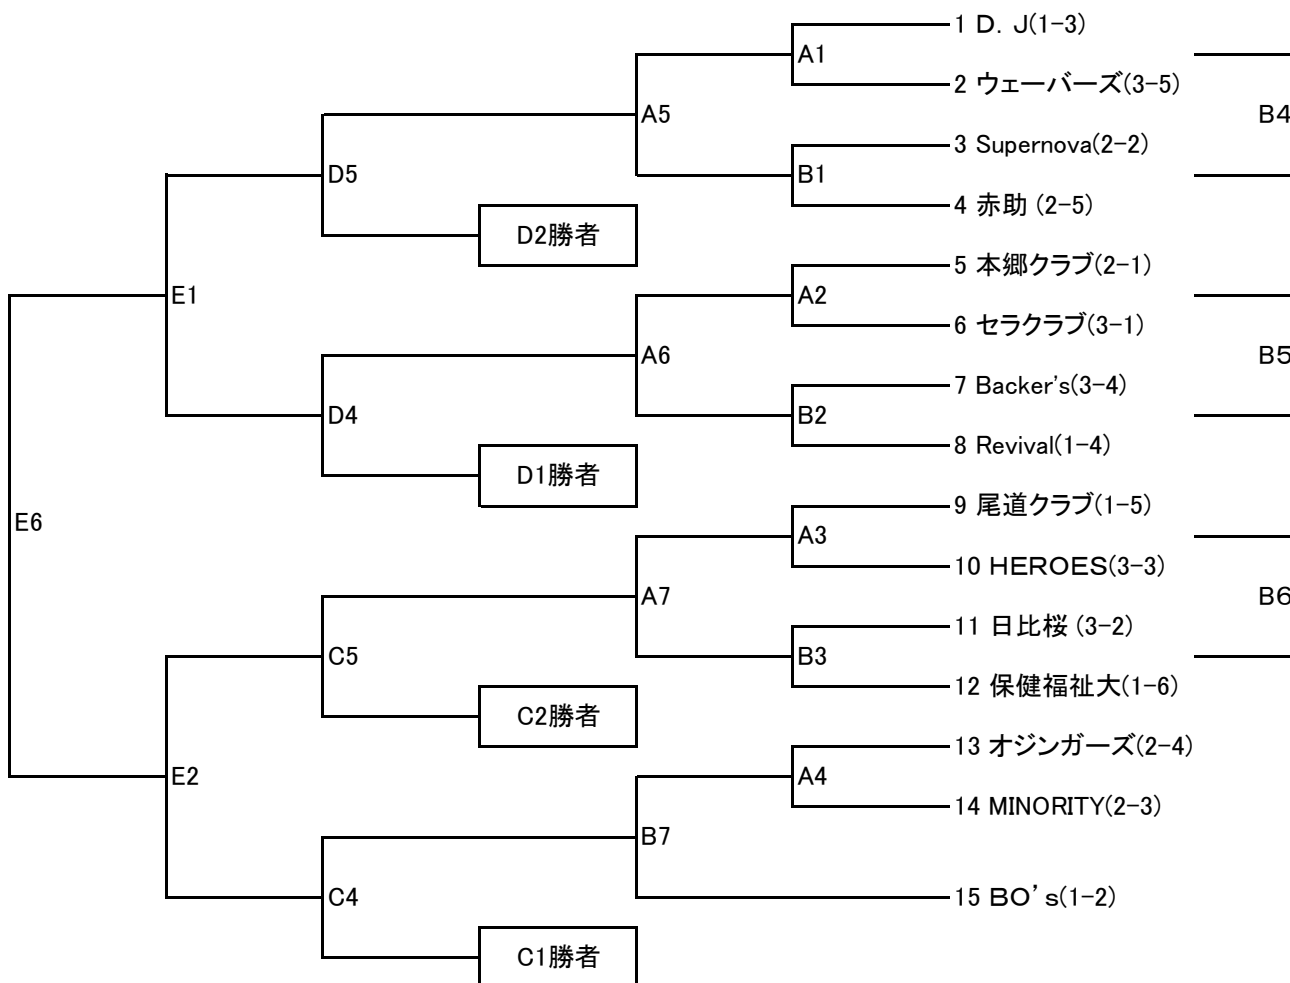 1 D．J(1-3)
A1
2 ウェーバーズ(3-5)
A5
B4
3 Supernova(2-2)
D5
B1
4 赤助 (2-5)
D2勝者
5 本郷クラブ(2-1)
E1
A2
6 セラクラブ(3-1)
A6
B5
7 Backer's(3-4)
D4
B2
8 Revival(1-4)
D1勝者
9 尾道クラブ(1-5)
E6
A3
10 HEROES(3-3)
A7
B6
11 日比桜 (3-2)
C5
B3
12 保健福祉大(1-6)
C2勝者
13 オジンガーズ(2-4)
E2
A4
14 MINORITY(2-3)
B7
C4
15 BO’s(1-2)
C1勝者